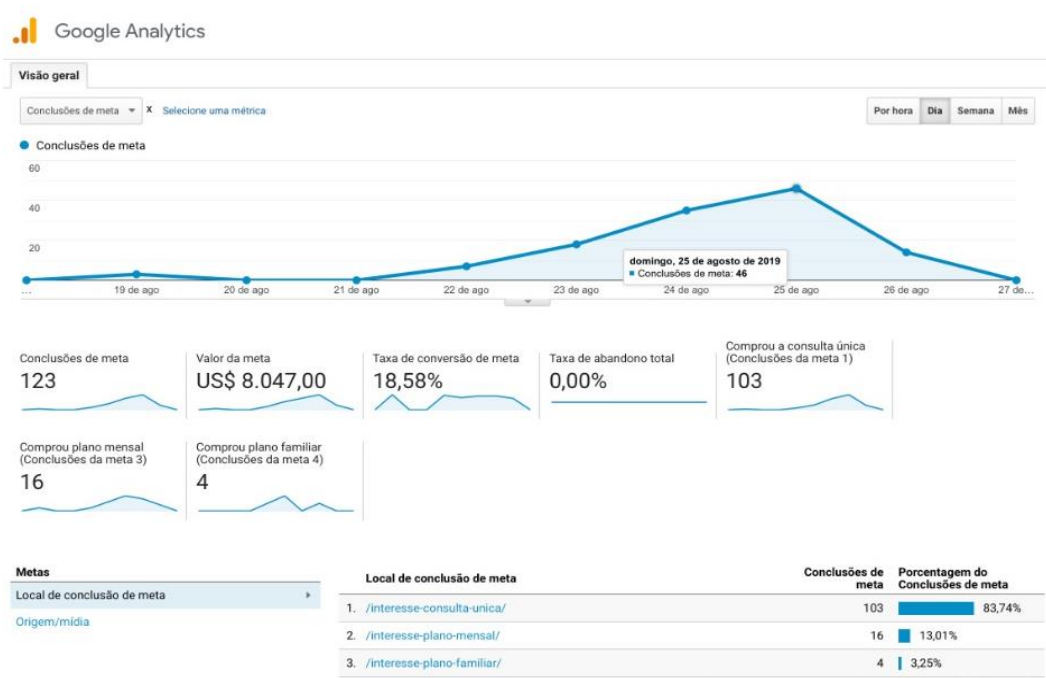 Google Analytics
Visão geral
Conclusões de meta x Selecione uma métrica
Por hora Dia Semana Mês
Conclusões de meta
60
40
20
domingo, 25 de agosto de 2019
Conclusões de meta: 46
... 19 de ago 20 de ago 21 de ago 22 de ago 23 de ago 24 de ago 25 de ago 26 de ago 27 de...
Conclusões de meta
123
Valor da meta
US$ 8.047,00
Taxa de conversão de meta
18,58%
Taxa de abandono total
0,00%
Comprou a consulta única
(Conclusões da meta 1)
103
Comprou plano mensal
(Conclusões da meta 3)
16
Comprou plano familiar
(Conclusões da meta 4)
4
Metas
Local de conclusão de meta
Origem/mídia
Local de conclusão de meta
Conclusões de
meta
Porcentagem do
Conclusões de meta
1. /interesse-consulta-unica/ 103 83,74%
2. /interesse-plano-mensal/ 16 13,01%
3. /interesse-plano-familiar/ 4 3,25%